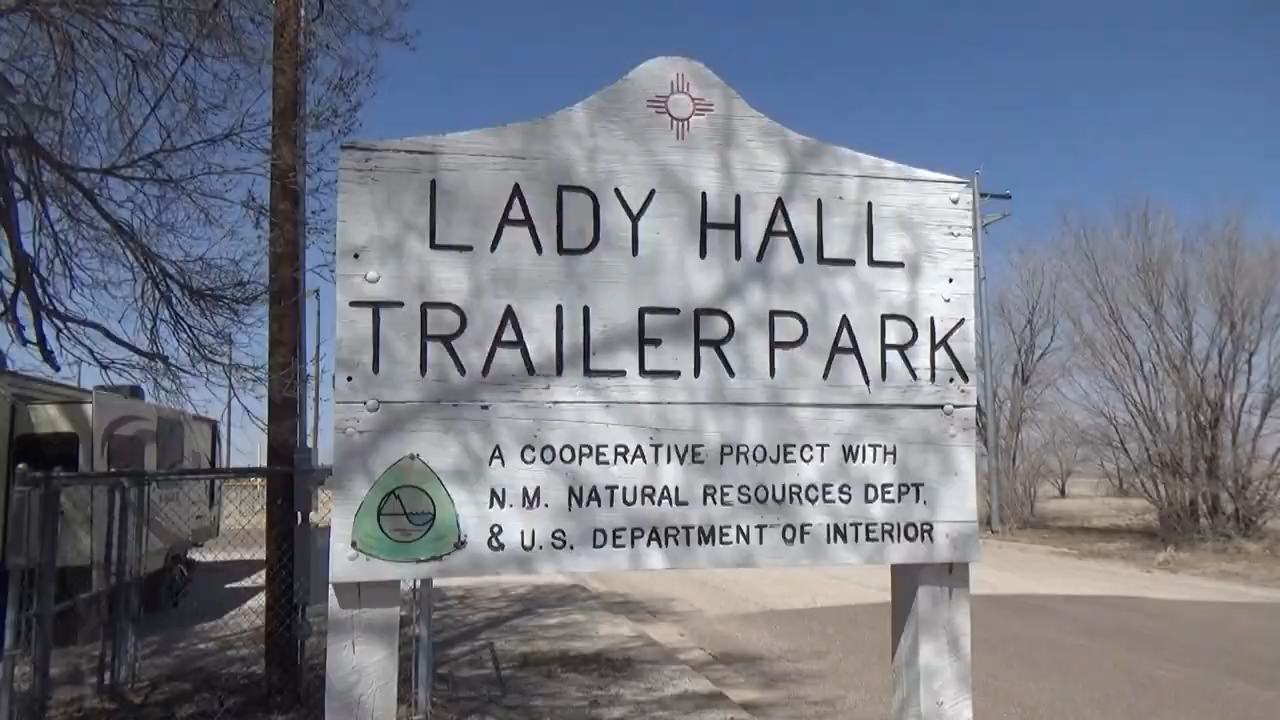 LADY HALL
TRAILER PARK
A COOPERATIVE PROJECT WITH
N.M. NATURAL RESOURCES DEPT.
& U.S. DEPARTMENT OF INTERIOR